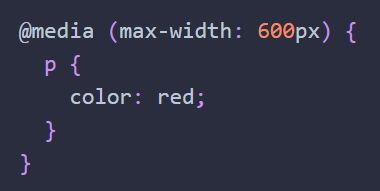 @media (max-width: 600px) {
  p {
    color: red;
  }
}